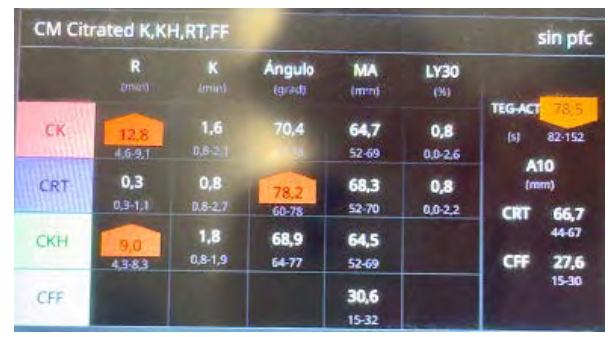 CM Citrated K,KH,RT,FF sin pfc
R K Ángulo MA LY30
(min) (min) (grad) (mm) (%)
TEG-ACT 78,5
(s) 82-152
CK 12,8 1,6 70,4 64,7 0,8
4,6-9,1 0,8-2,1 52-69 0,0-2,6
A10
(mm)
CRT 0,3 0,8 78,2 68,3 0,8
0,3-1,1 0,8-2,7 60-78 52-70 0,0-2,2
CRT 66,7
44-67
CKH 9,0 1,8 68,9 64,5
4,3-8,3 0,8-1,9 64-77 52-69
CFF 27,6
15-30
CFF 30,6
15-32